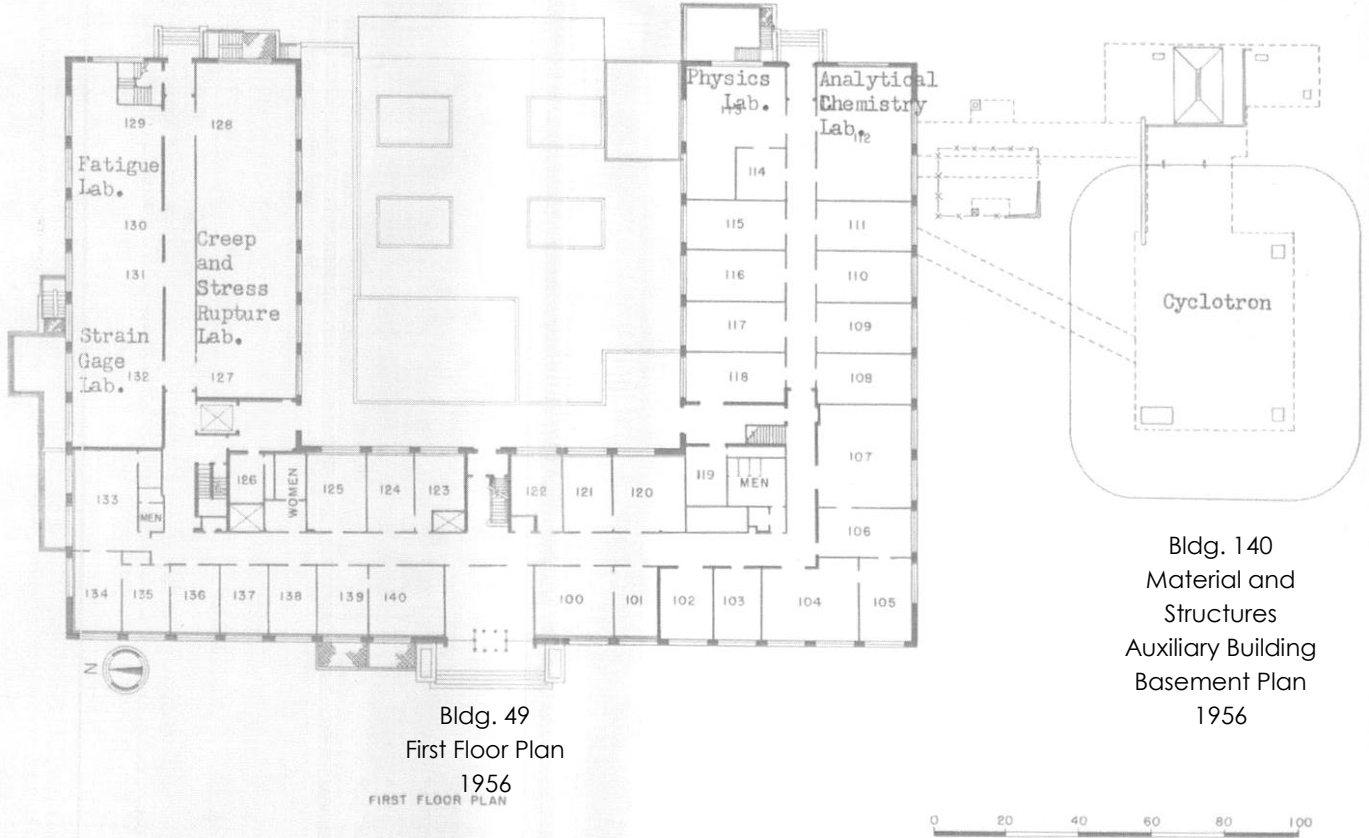 Physics
Lab.
113
Analytical
Chemistry
Lab.
112
129
128
Fatigue
Lab.
114
130
115
111
Creep
and
Stress
Rupture
Lab.
131
116
110
Cyclotron
Strain
Gage
Lab.
132
127
117
109
118
108
107
133
MEN
126
WOMEN
125
124
123
122
121
120
119
MEN
106
134
135
136
137
138
139
140
100
101
102
103
104
105
N
Bldg. 49
First Floor Plan
1956
FIRST FLOOR PLAN
Bldg. 140
Material and
Structures
Auxiliary Building
Basement Plan
1956
0 20 40 60 80 100